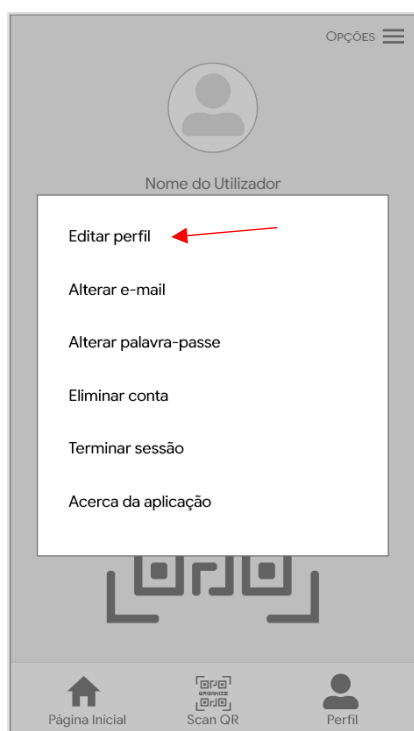 Opções
Nome do Utilizador
Editar perfil
Alterar e-mail
Alterar palavra-passe
Eliminar conta
Terminar sessão
Acerca da aplicação
ORGANIZE
Página Inicial
Scan QR
Perfil